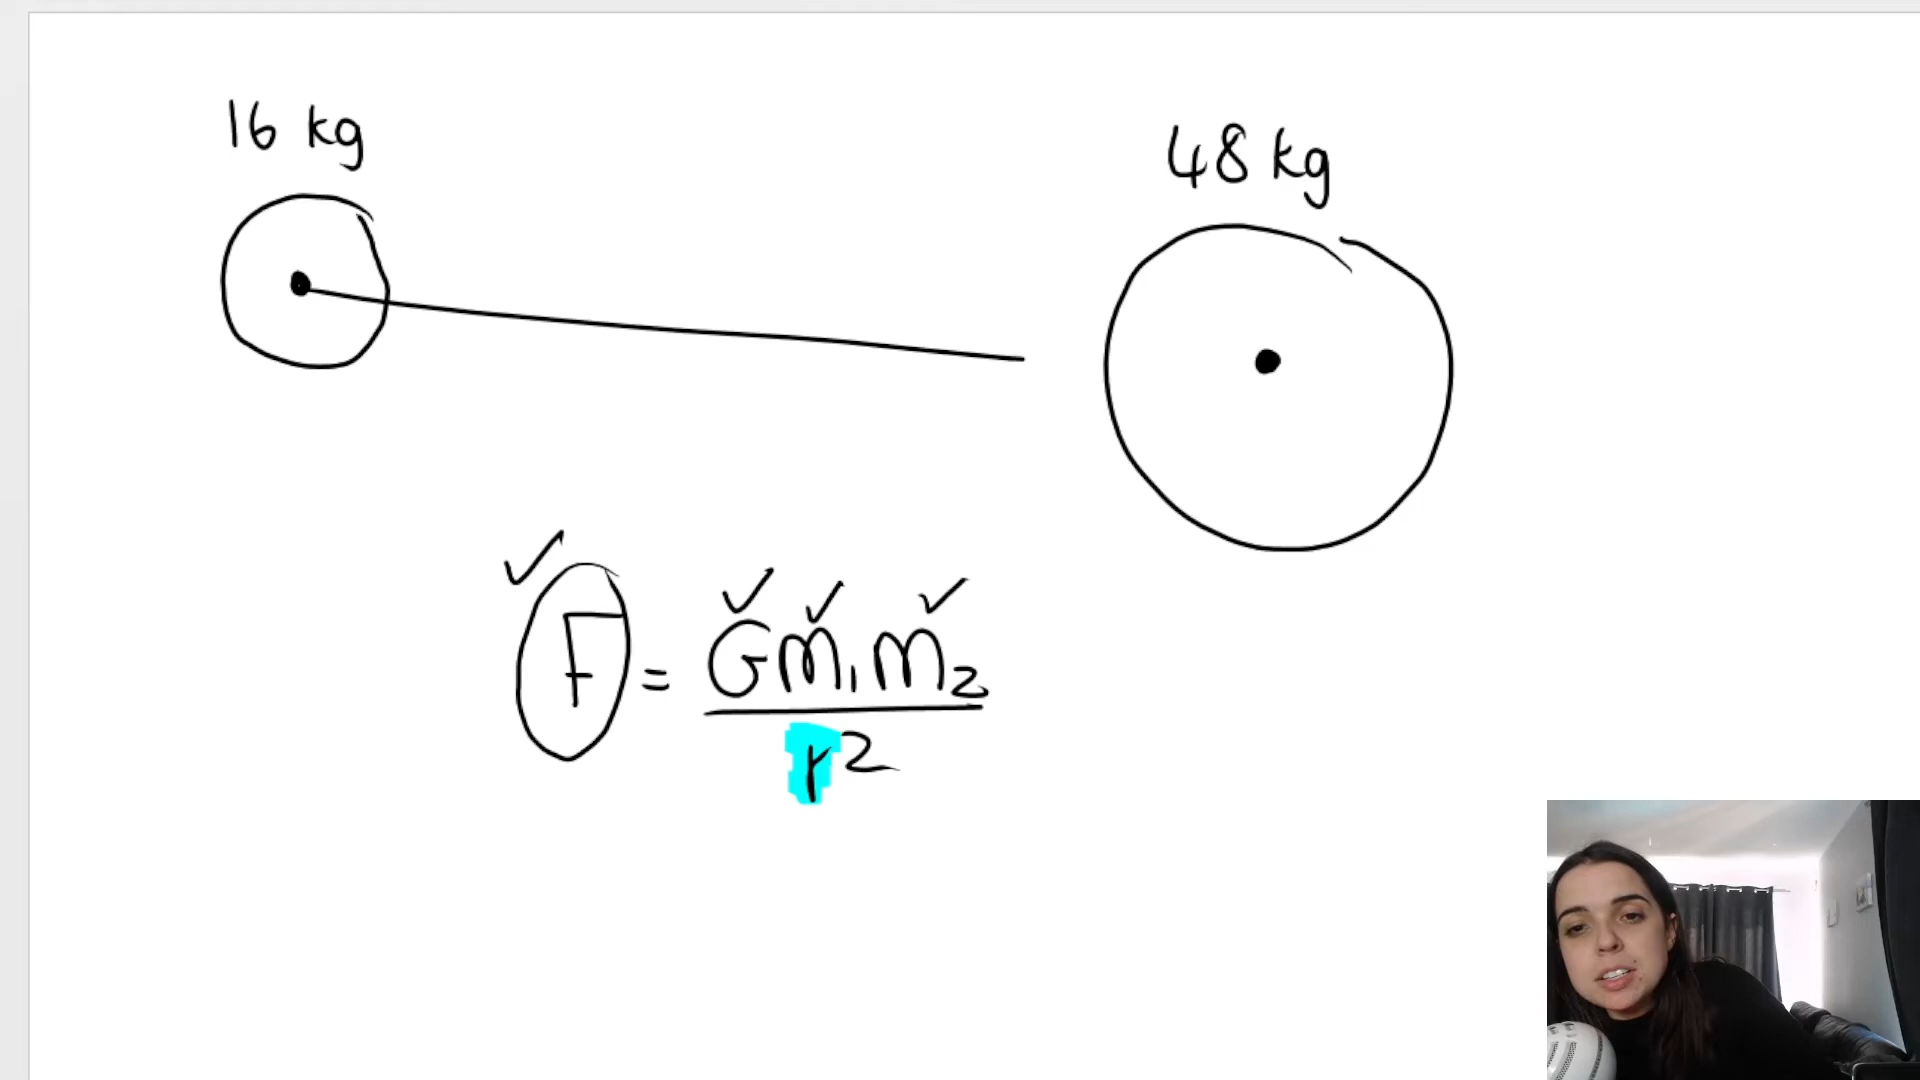 16 kg
48 kg
F = Gm₁m₂
r²